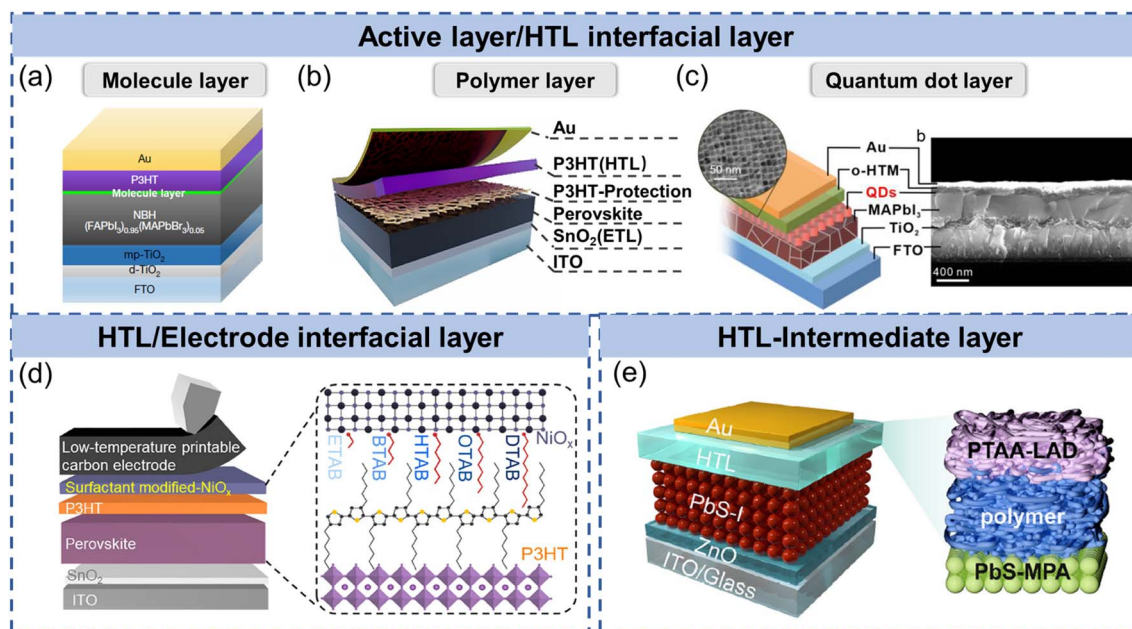 Active layer/HTL interfacial layer
(a)
Molecule layer
Au
P3HT
Molecule layer
NBH
(FAPbI₃)₀.₉₅(MAPbBr₃)₀.₀₅
mp-TiO₂
d-TiO₂
FTO
(b)
Polymer layer
Au
P3HT(HTL)
P3HT-Protection
Perovskite
SnO₂(ETL)
ITO
(c)
Quantum dot layer
50 nm
Au
o-HTM
QDs
MAPbI₃
TiO₂
FTO
b
400 nm
HTL/Electrode interfacial layer
(d)
Low-temperature printable
carbon electrode
Surfactant modified-NiOₓ
P3HT
Perovskite
SnO₂
ITO
NiOₓ
ETAB
BTAB
HTAB
OTAB
DTAB
P3HT
HTL-Intermediate layer
(e)
Au
HTL
PbS-I
ZnO
ITO/Glass
PTAA-LAD
polymer
PbS-MPA